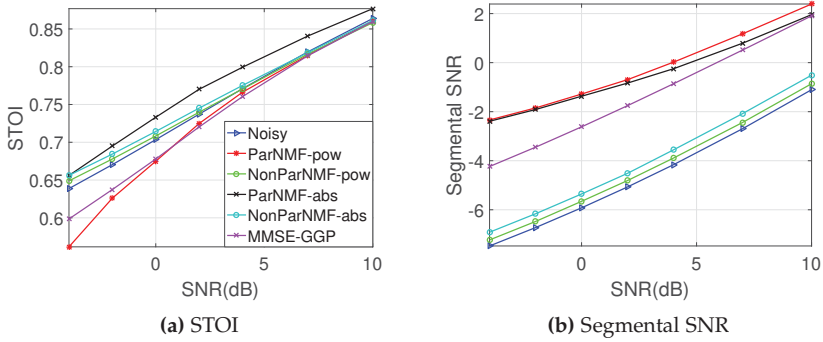 STOI
0.85
0.8
0.75
0.7
0.65
0.6
0
5
10
SNR(dB)
Noisy
ParNMF-pow
NonParNMF-pow
ParNMF-abs
NonParNMF-abs
MMSE-GGP
(a) STOI
Segmental SNR
2
0
-2
-4
-6
0
5
10
SNR(dB)
(b) Segmental SNR